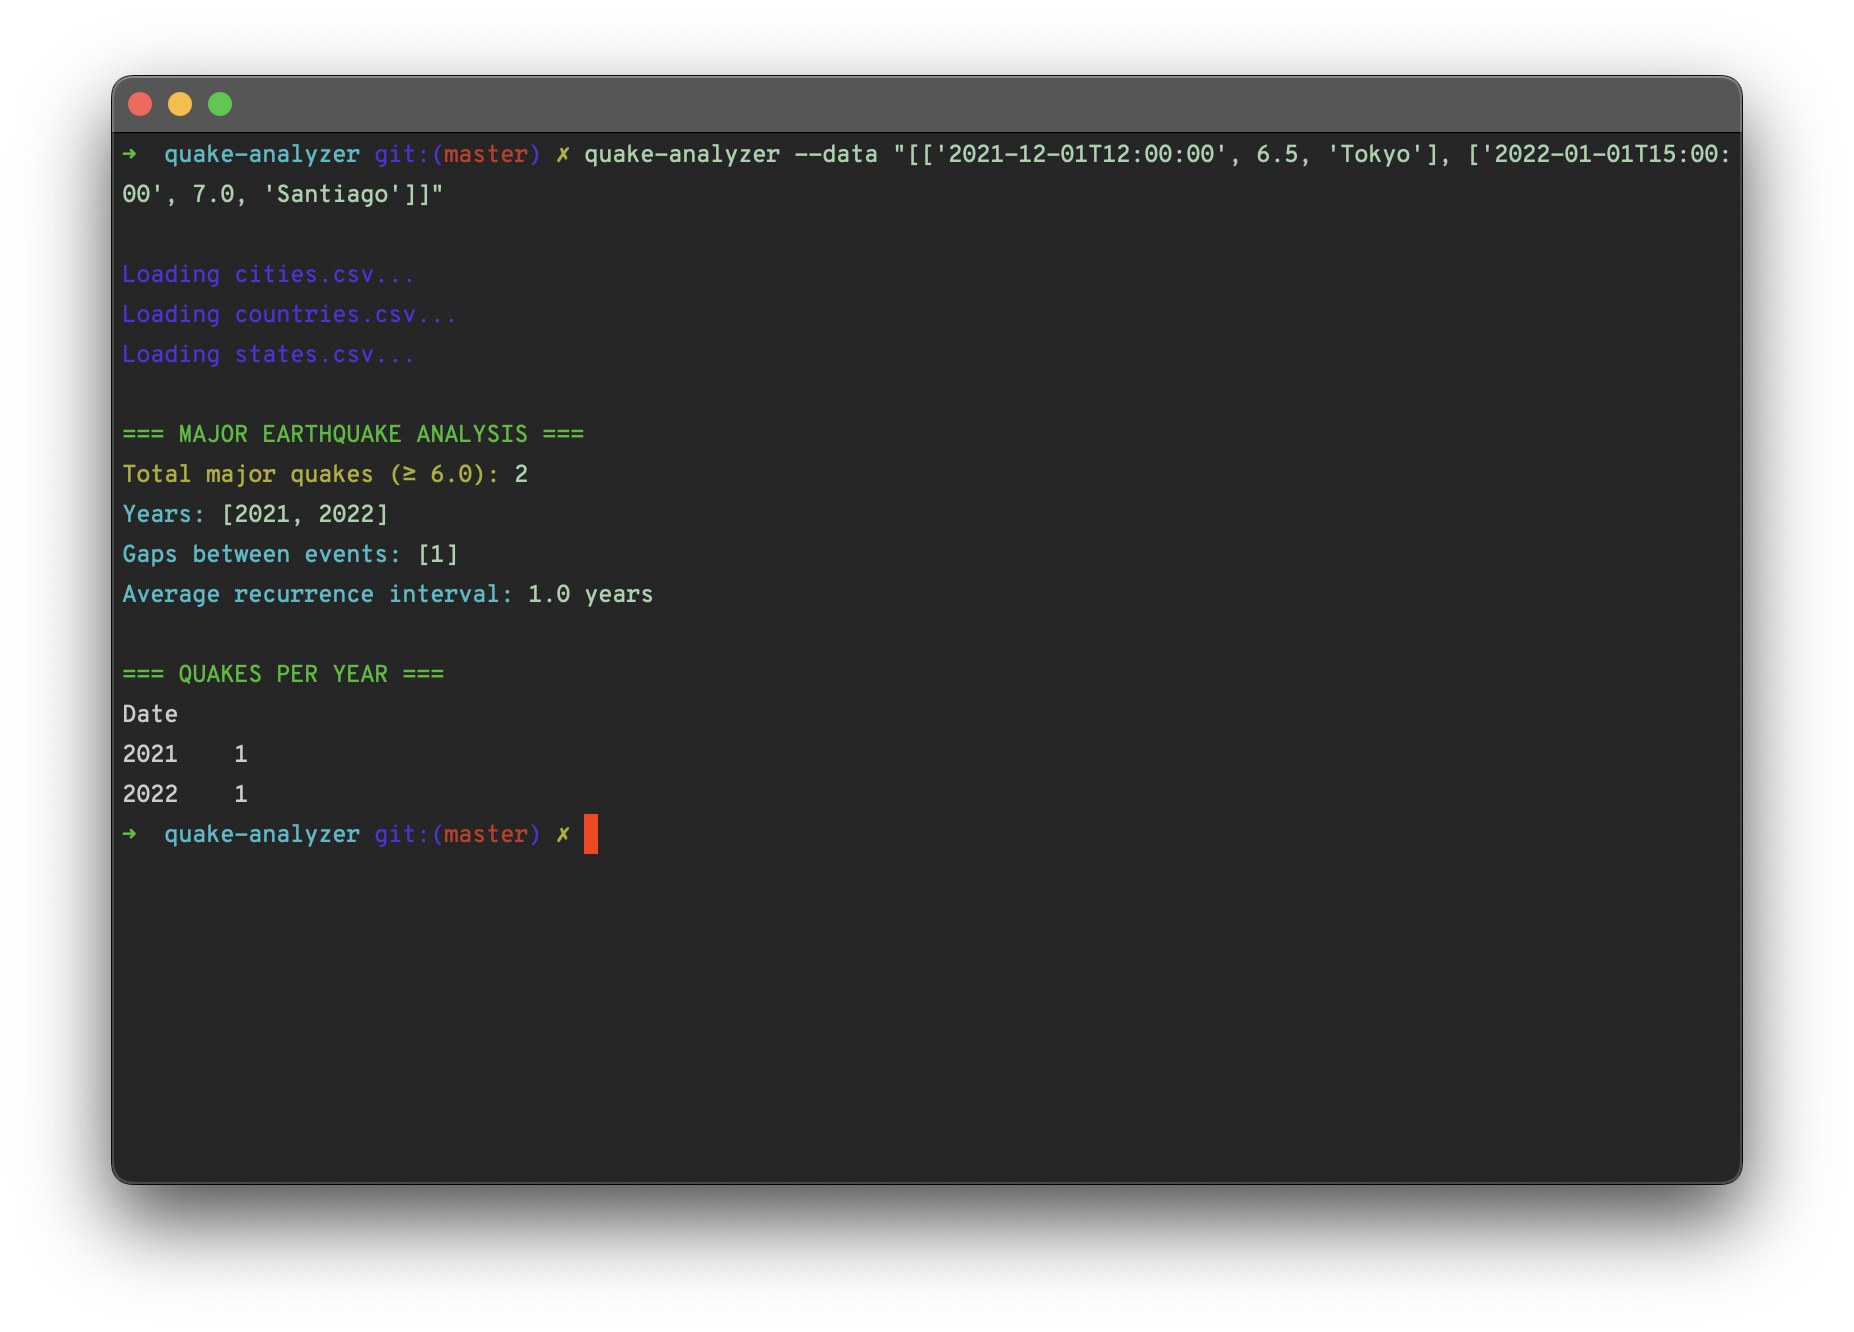 ➜  quake-analyzer git:(master) ✗ quake-analyzer --data "[['2021-12-01T12:00:00', 6.5, 'Tokyo'], ['2022-01-01T15:00:
00', 7.0, 'Santiago']]"
Loading cities.csv...
Loading countries.csv...
Loading states.csv...
=== MAJOR EARTHQUAKE ANALYSIS ===
Total major quakes (≥ 6.0): 2
Years: [2021, 2022]
Gaps between events: [1]
Average recurrence interval: 1.0 years
=== QUAKES PER YEAR ===
Date
2021    1
2022    1
➜  quake-analyzer git:(master) ✗